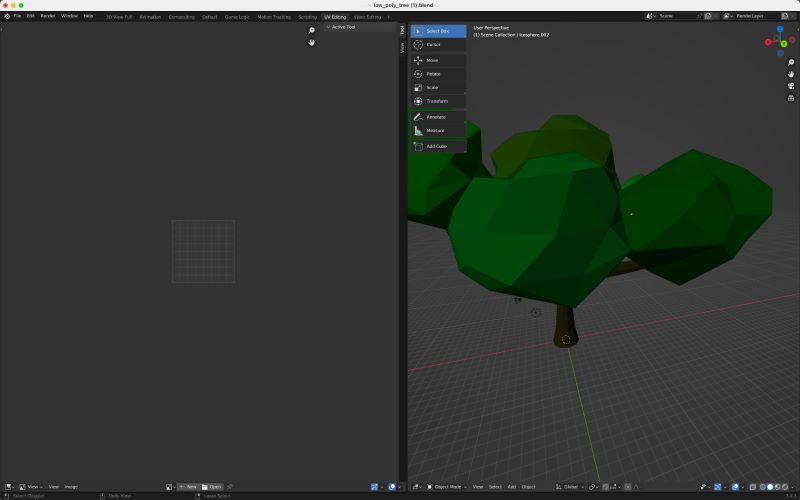 low_poly_tree (1).blend
File Edit Render Window Help 3D View Full Animation Compositing Default Game Logic Motion Tracking Scripting UV Editing Video Editing + Scene RenderLayer
Active Tool
Tool
View
Select Box
Cursor
Move
Rotate
Scale
Transform
Annotate
Measure
Add Cube
User Perspective
(1) Scene Collection | Icosphere.002
View View Image + New Open
Object Mode View Select Add Object Global
Select (Toggle) Dolly View Lasso Select 3.4.1